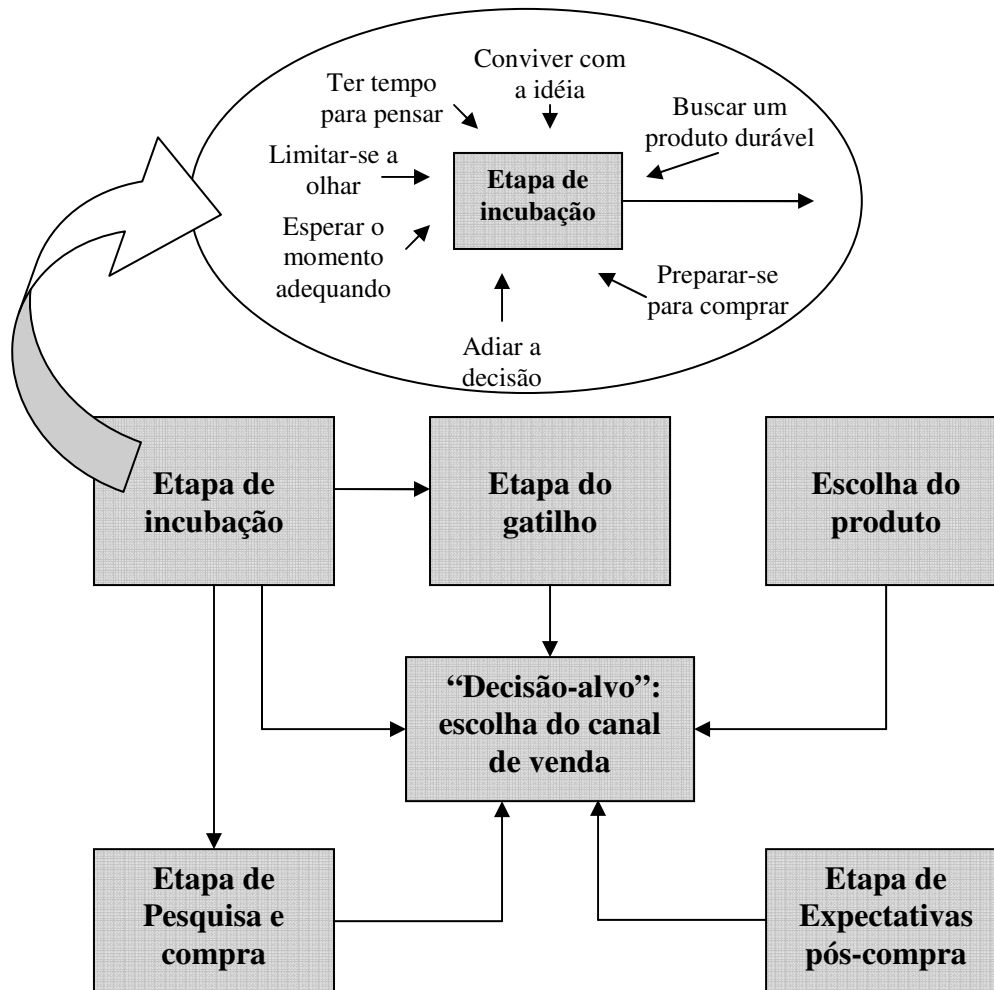 Conviver com
a idéia
Ter tempo
para pensar
Buscar um
produto durável
Limitar-se a
olhar
Etapa de
incubação
Esperar o
momento
adequando
Preparar-se
para comprar
Adiar a
decisão
Etapa de
incubação
Etapa do
gatilho
Escolha do
produto
“Decisão-alvo”:
escolha do canal
de venda
Etapa de
Pesquisa e
compra
Etapa de
Expectativas
pós-compra